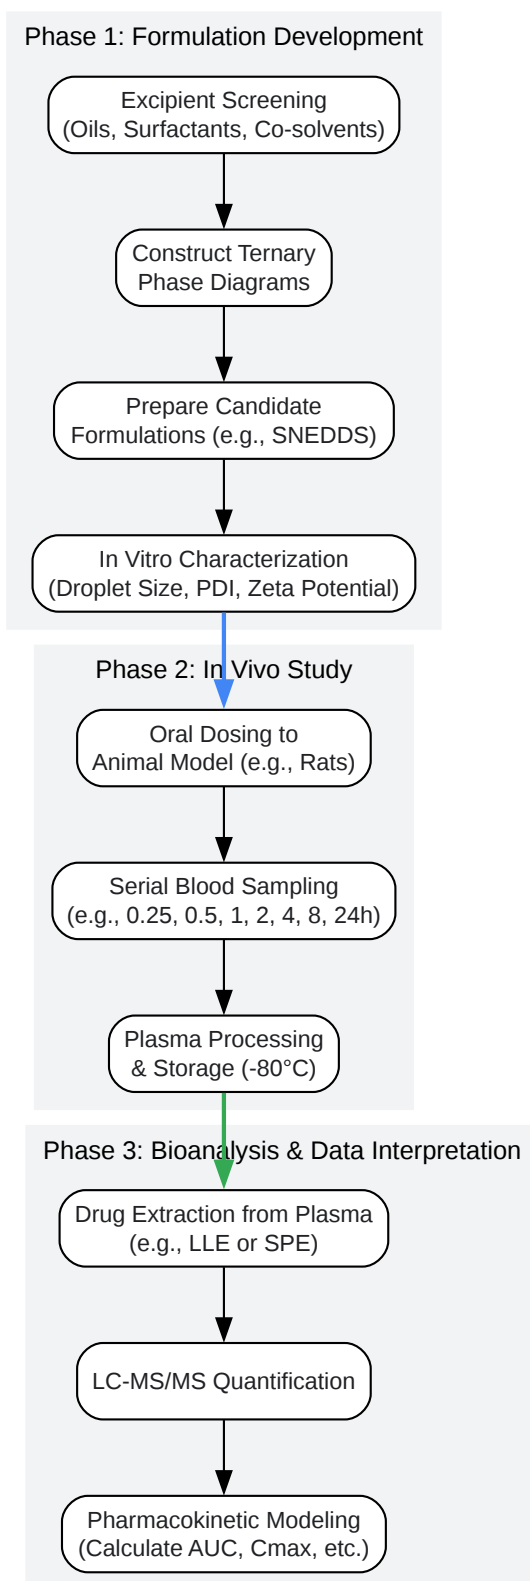 Phase 1: Formulation Development
Excipient Screening
(Oils, Surfactants, Co-solvents)
Construct Ternary
Phase Diagrams
Prepare Candidate
Formulations (e.g., SNEDDS)
In Vitro Characterization
(Droplet Size, PDI, Zeta Potential)
Phase 2: In Vivo Study
Oral Dosing to
Animal Model (e.g., Rats)
Serial Blood Sampling
(e.g., 0.25, 0.5, 1, 2, 4, 8, 24h)
Plasma Processing
& Storage (-80°C)
Phase 3: Bioanalysis & Data Interpretation
Drug Extraction from Plasma
(e.g., LLE or SPE)
LC-MS/MS Quantification
Pharmacokinetic Modeling
(Calculate AUC, Cmax, etc.)